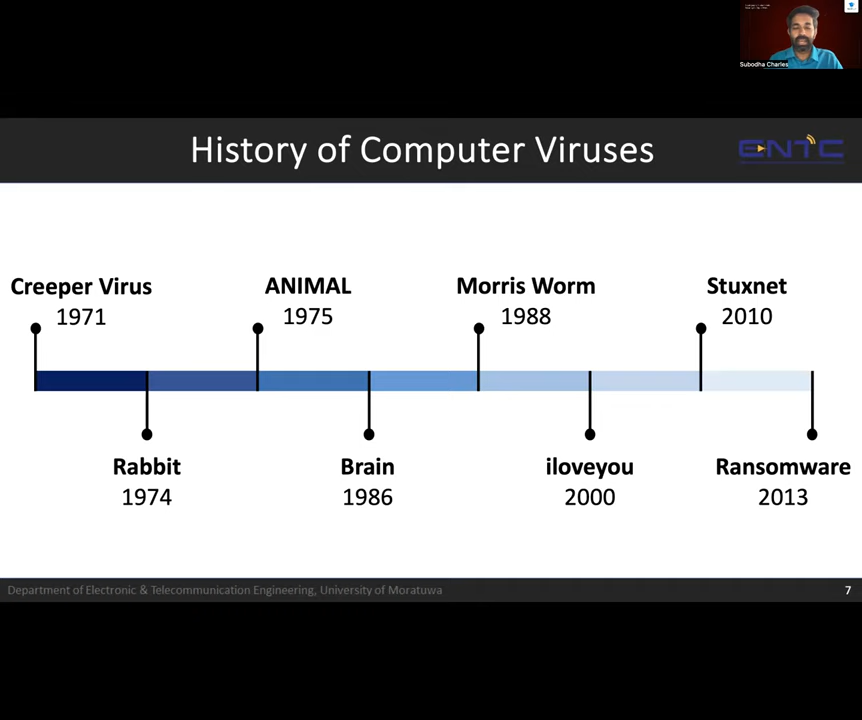 Subodha Charles
History of Computer Viruses
ENTC
Creeper Virus
1971
ANIMAL
1975
Morris Worm
1988
Stuxnet
2010
Rabbit
1974
Brain
1986
iloveyou
2000
Ransomware
2013
Department of Electronic & Telecommunication Engineering, University of Moratuwa
7